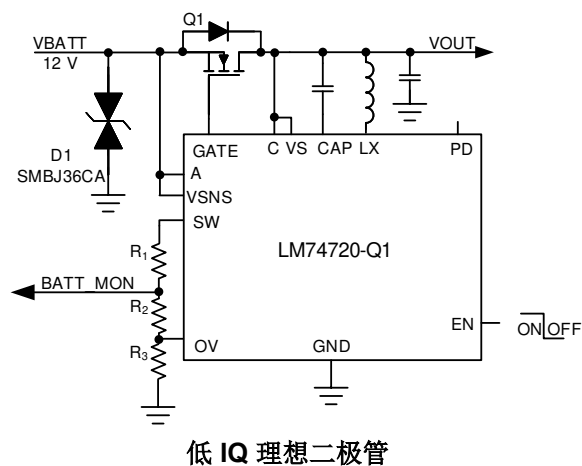 Q1
VBATT
VOUT
12 V
D1
SMBJ36CA
GATE
C VS CAP LX
PD
A
VSNS
SW
LM74720-Q1
R1
BATT_MON
R2
EN
ON OFF
R3
OV
GND
低 IQ 理想二极管